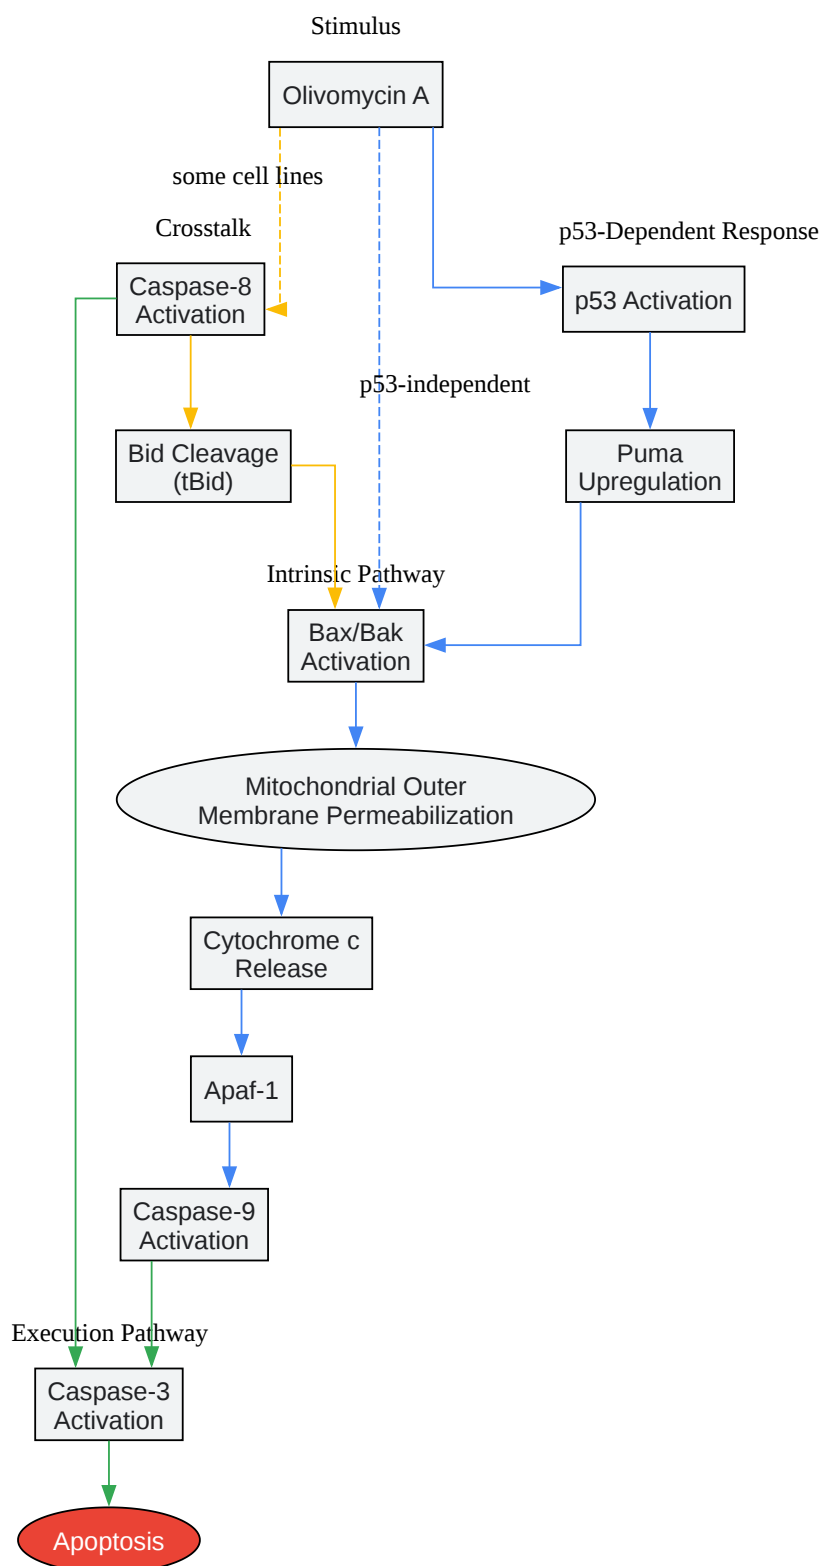 Stimulus
Olivomycin A
some cell lines
Crosstalk
p53-Dependent Response
Caspase-8
Activation
p53 Activation
p53-independent
Bid Cleavage
(tBid)
Puma
Upregulation
Intrinsic Pathway
Bax/Bak
Activation
Mitochondrial Outer
Membrane Permeabilization
Cytochrome c
Release
Apaf-1
Caspase-9
Activation
Execution Pathway
Caspase-3
Activation
Apoptosis